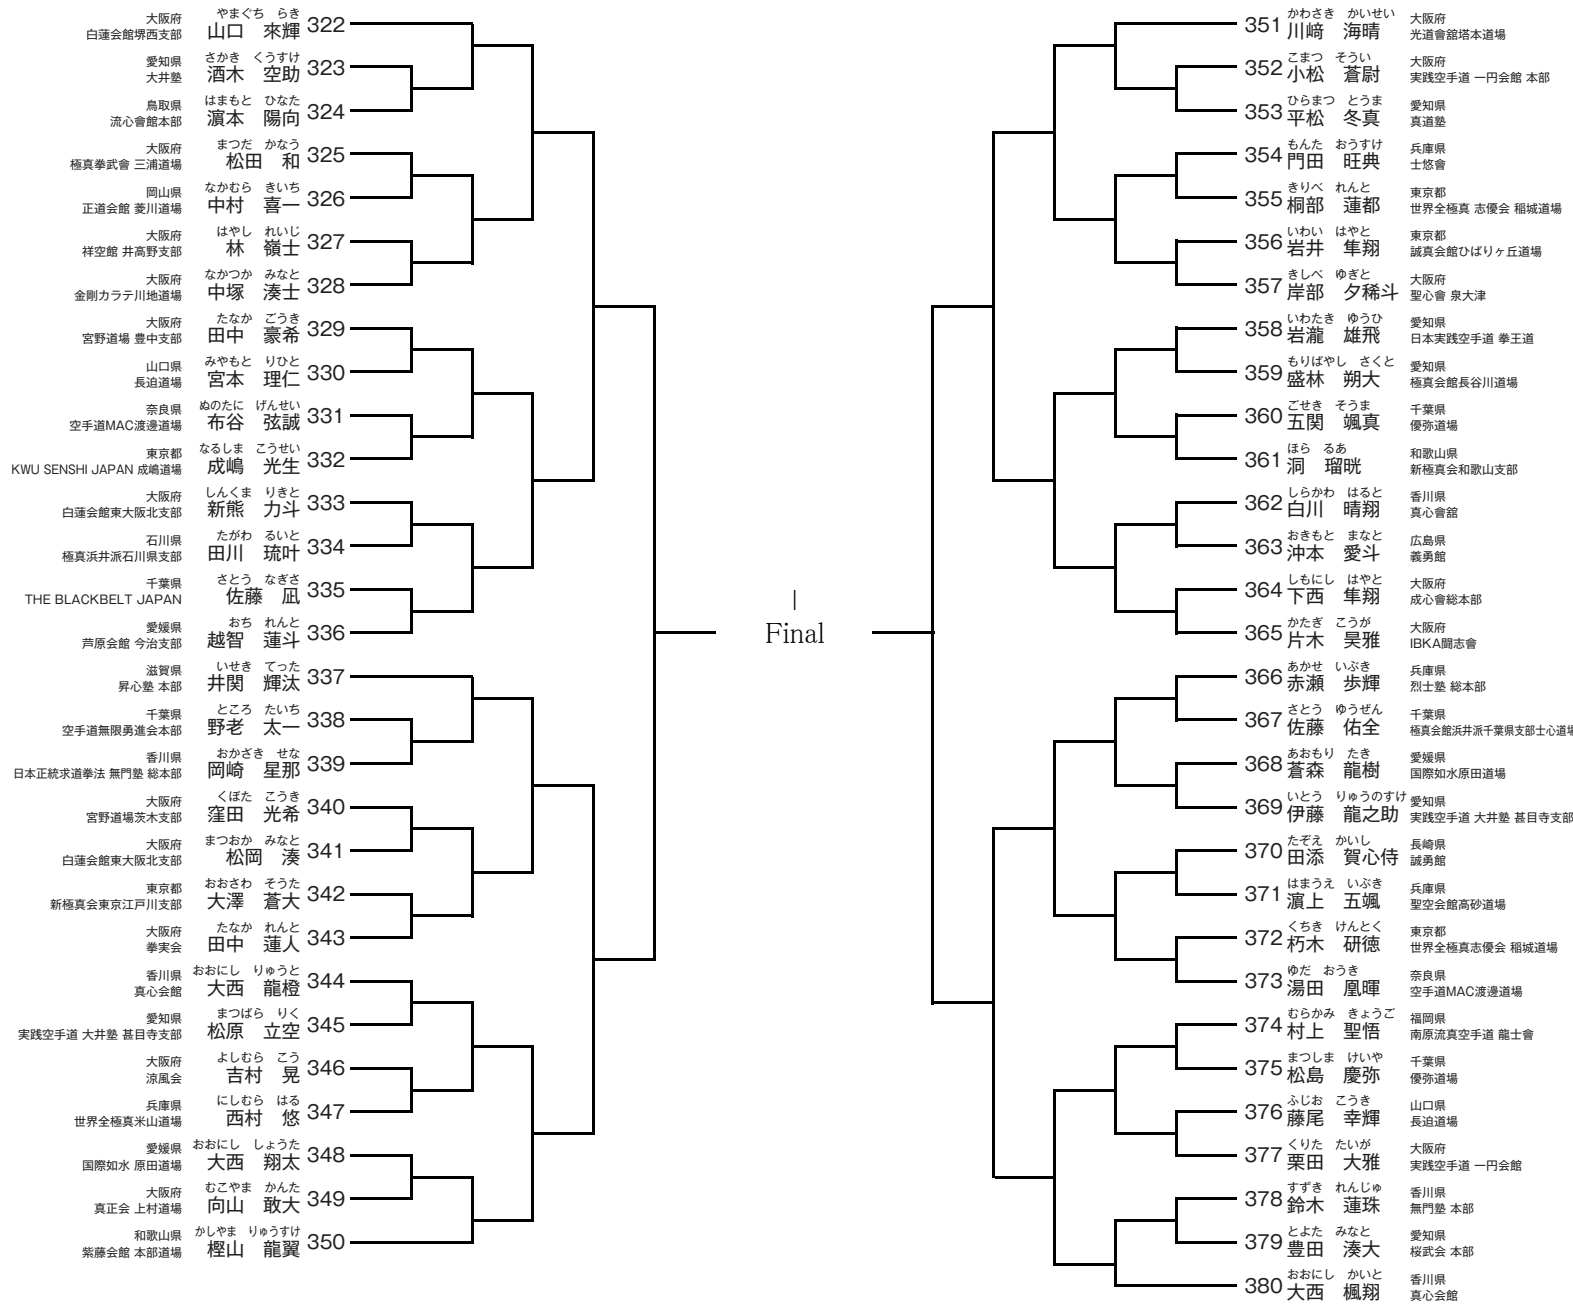 大阪府 やまぐち らき
白蓮会館堺西支部 山口 來輝 322
愛知県 さかき くうすけ
大井塾 酒木 空助 323
鳥取県 はまもと ひなた
流心會館本部 濵本 陽向 324
大阪府 まつだ かなう
極真拳武會 三浦道場 松田 和 325
岡山県 なかむら きいち
正道会館 菱川道場 中村 喜一 326
大阪府 はやし れいじ
祥空館 井高野支部 林 嶺士 327
大阪府 なかつか みなと
金剛カラテ川地道場 中塚 湊士 328
大阪府 たなか ごうき
宮野道場 豊中支部 田中 豪希 329
山口県 みやもと りひと
長迫道場 宮本 理仁 330
奈良県 ぬのたに げんせい
空手道MAC渡邊道場 布谷 弦誠 331
東京都 なるしま こうせい
KWU SENSHI JAPAN 成嶋道場 成嶋 光生 332
大阪府 しんくま りきと
白蓮会館東大阪北支部 新熊 力斗 333
石川県 たがわ るいと
極真浜井派石川県支部 田川 琉叶 334
千葉県 さとう なぎさ
THE BLACKBELT JAPAN 佐藤 凪 335
愛媛県 おち れんと
芦原会館 今治支部 越智 蓮斗 336
滋賀県 いせき てった
昇心塾 本部 井関 輝汰 337
千葉県 ところ たいち
空手道無限勇進会本部 野老 太一 338
香川県 おかざき せな
日本正統求道拳法 無門塾 総本部 岡崎 星那 339
大阪府 くぼた こうき
宮野道場茨木支部 窪田 光希 340
大阪府 まつおか みなと
白蓮会館東大阪北支部 松岡 湊 341
東京都 おおさわ そうた
新極真会東京江戸川支部 大澤 蒼大 342
大阪府 たなか れんと
拳実会 田中 蓮人 343
香川県 おおにし りゅうと
真心会館 大西 龍橙 344
愛知県 まつばら りく
実践空手道 大井塾 甚目寺支部 松原 立空 345
大阪府 よしむら こう
涼風会 吉村 晃 346
兵庫県 にしむら はる
世界全極真米山道場 西村 悠 347
愛媛県 おおにし しょうた
国際如水 原田道場 大西 翔太 348
大阪府 むこやま かんた
真正会 上村道場 向山 敢大 349
和歌山県 かしやま りゅうすけ
紫藤会館 本部道場 樫山 龍翼 350
|
Final
かわさき かいせい 大阪府
351 川﨑 海晴 光道會舘塔本道場
こまつ そうい 大阪府
352 小松 蒼尉 実践空手道 一円会館 本部
ひらまつ とうま 愛知県
353 平松 冬真 真道塾
もんた おうすけ 兵庫県
354 門田 旺典 士悠會
きりべ れんと 東京都
355 桐部 蓮都 世界全極真 志優会 稲城道場
いわい はやと 東京都
356 岩井 隼翔 誠真会館ひばりヶ丘道場
きしべ ゆぎと 大阪府
357 岸部 夕稀斗 聖心會 泉大津
いわたき ゆうひ 愛知県
358 岩瀧 雄飛 日本実践空手道 拳王道
もりばやし さくと 愛知県
359 盛林 朔大 極真会館長谷川道場
ごせき そうま 千葉県
360 五関 颯真 優弥道場
ほら るあ 和歌山県
361 洞 瑠晄 新極真会和歌山支部
しらかわ はると 香川県
362 白川 晴翔 真心會舘
おきもと まなと 広島県
363 沖本 愛斗 義勇館
しもにし はやと 大阪府
364 下西 隼翔 成心會総本部
かたぎ こうが 大阪府
365 片木 昊雅 IBKA闘志會
あかせ いぶき 兵庫県
366 赤瀬 歩輝 烈士塾 総本部
さとう ゆうぜん 千葉県
367 佐藤 佑全 極真会館浜井派千葉県支部士心道場
あおもり たき 愛媛県
368 蒼森 龍樹 国際如水原田道場
いとう りゅうのすけ 愛知県
369 伊藤 龍之助 実践空手道 大井塾 甚目寺支部
たぞえ かいし 長崎県
370 田添 賀心侍 誠勇館
はまうえ いぶき 兵庫県
371 濵上 五颯 聖空会館高砂道場
くちき けんとく 東京都
372 朽木 研徳 世界全極真志優会 稲城道場
ゆだ おうき 奈良県
373 湯田 凰暉 空手道MAC渡邊道場
むらかみ きょうご 福岡県
374 村上 聖悟 南原流真空手道 龍士會
まつしま けいや 千葉県
375 松島 慶弥 優弥道場
ふじお こうき 山口県
376 藤尾 幸輝 長迫道場
くりた たいが 大阪府
377 栗田 大雅 実践空手道 一円会館
すずき れんじゅ 香川県
378 鈴木 蓮珠 無門塾 本部
とよた みなと 愛知県
379 豊田 湊大 桜武会 本部
おおにし かいと 香川県
380 大西 楓翔 真心会館